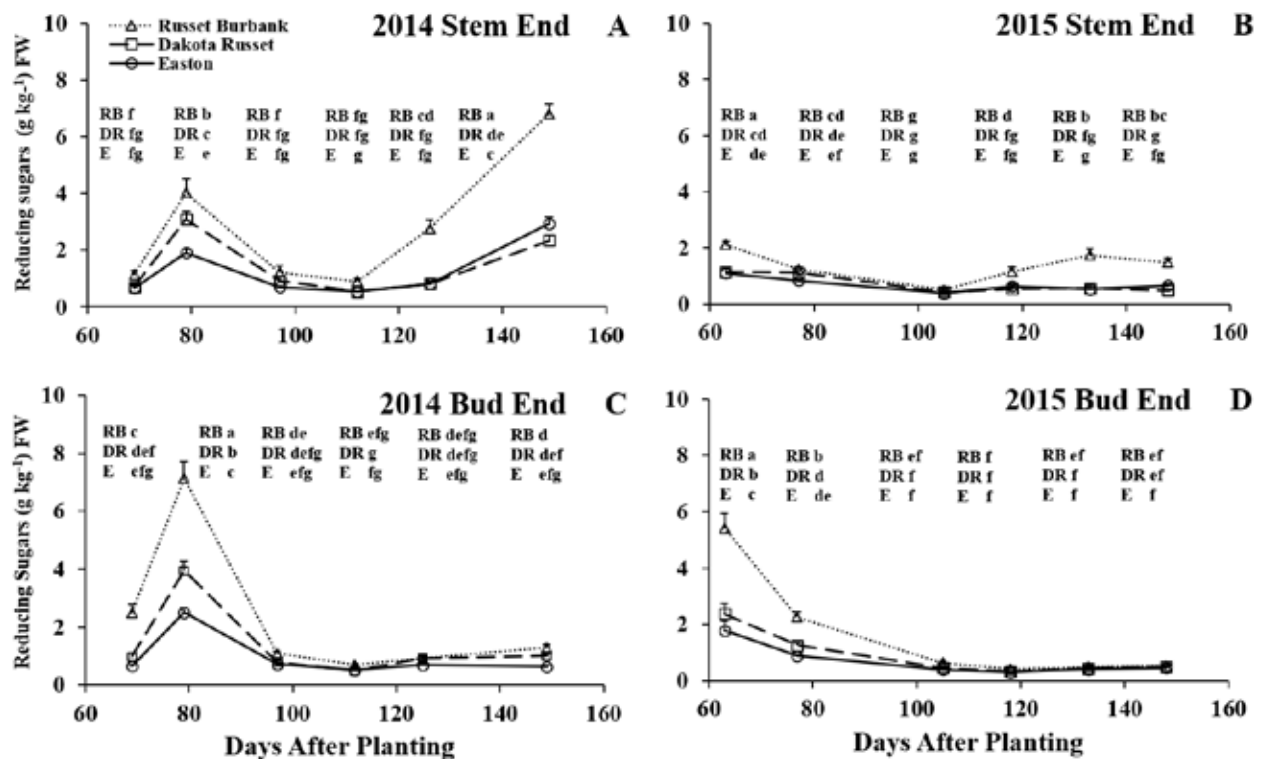 10
8
6
4
2
0
Reducing sugars (g kg-1) FW
Russet Burbank
Dakota Russet
Easton
2014 Stem End A
RB f RB b RB f RB fg RB cd RB a
DR fg DR c DR fg DR fg DR fg DR de
E fg E e E fg E g E fg E c
60 80 100 120 140 160
10
8
6
4
2
0
2015 Stem End B
RB a RB cd RB g RB d RB b RB bc
DR cd DR de DR g DR fg DR fg DR g
E de E ef E g E fg E g E fg
60 80 100 120 140 160
10
8
6
4
2
0
Reducing Sugars (g kg-1) FW
2014 Bud End C
RB c RB a RB de RB efg RB defg RB d
DR def DR b DR defg DR g DR defg DR def
E efg E c E efg E fg E efg E efg
60 80 100 120 140 160
Days After Planting
10
8
6
4
2
0
2015 Bud End D
RB a RB b RB ef RB f RB ef RB ef
DR b DR d DR f DR f DR f DR ef
E c E de E f E f E f E f
60 80 100 120 140 160
Days After Planting